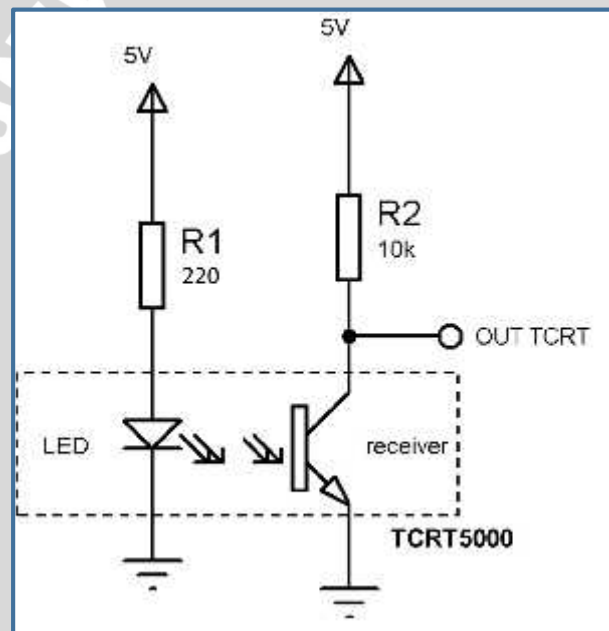 5V
5V
R1
220
R2
10k
OUT TCRT
LED
receiver
TCRT5000